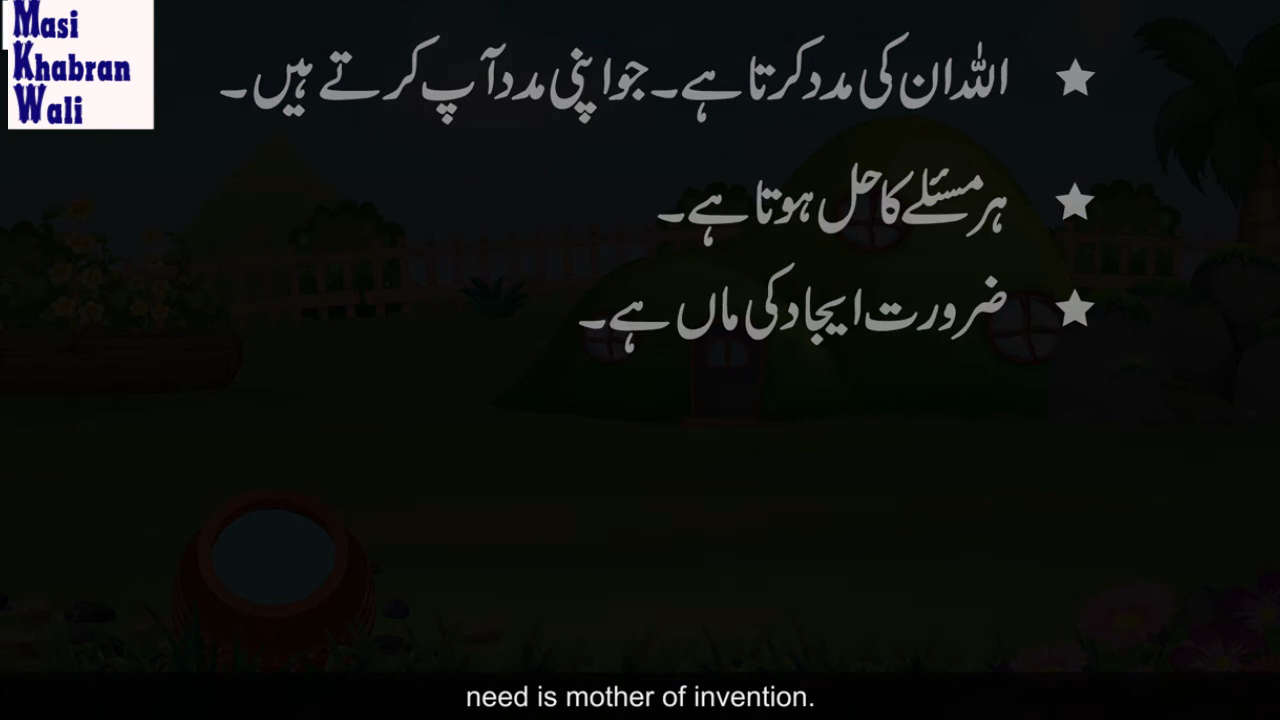 Masi
Khabran
Wali
اللہ ان کی مدد کرتا ہے۔ جو اپنی مدد آپ کرتے ہیں۔
ہر مسئلے کا حل ہوتا ہے۔
ضرورت ایجاد کی ماں ہے۔
need is mother of invention.